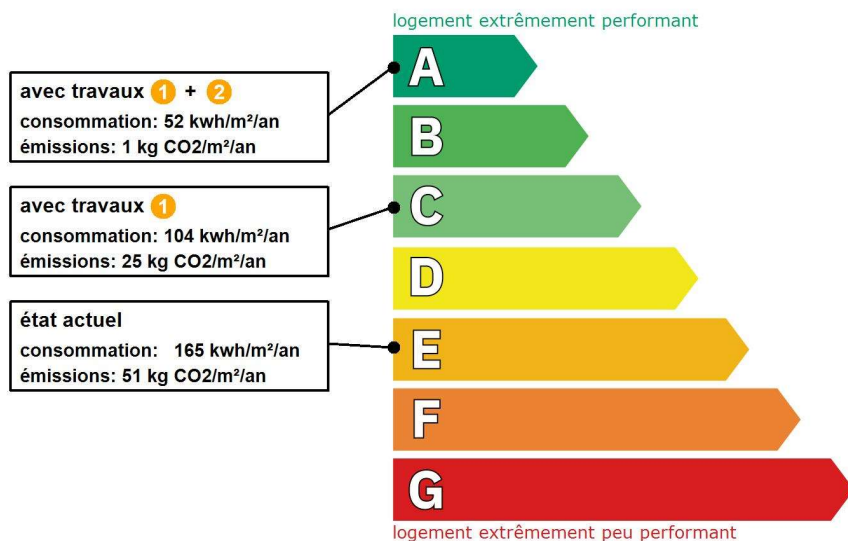 logement extrêmement performant
A
avec travaux 1 + 2
consommation: 52 kwh/m²/an
émissions: 1 kg CO2/m²/an
B
C
avec travaux 1
consommation: 104 kwh/m²/an
émissions: 25 kg CO2/m²/an
D
état actuel
consommation: 165 kwh/m²/an
émissions: 51 kg CO2/m²/an
E
F
G
logement extrêmement peu performant